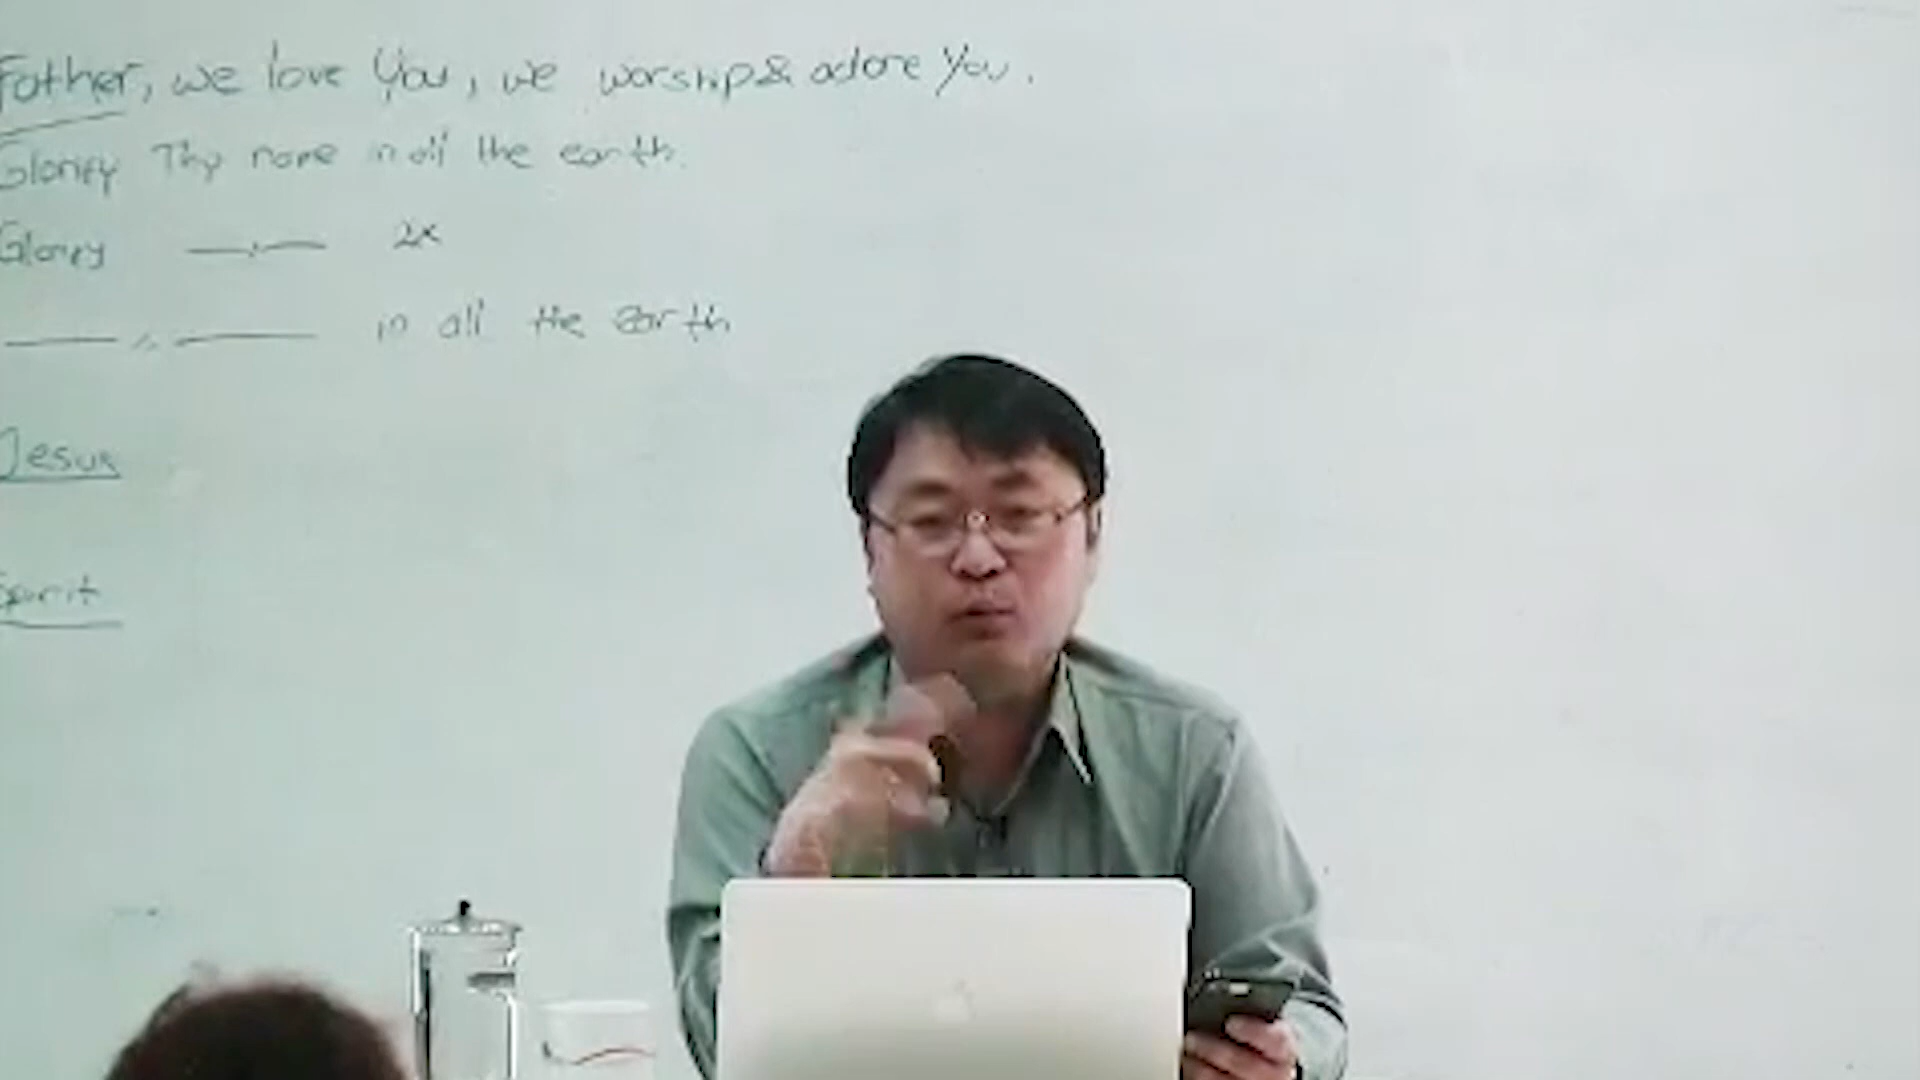 Father, we love You, we worship & adore You.
Glorify Thy name in all the earth.
Glorify 2x
in all the earth
Jesus
Spirit